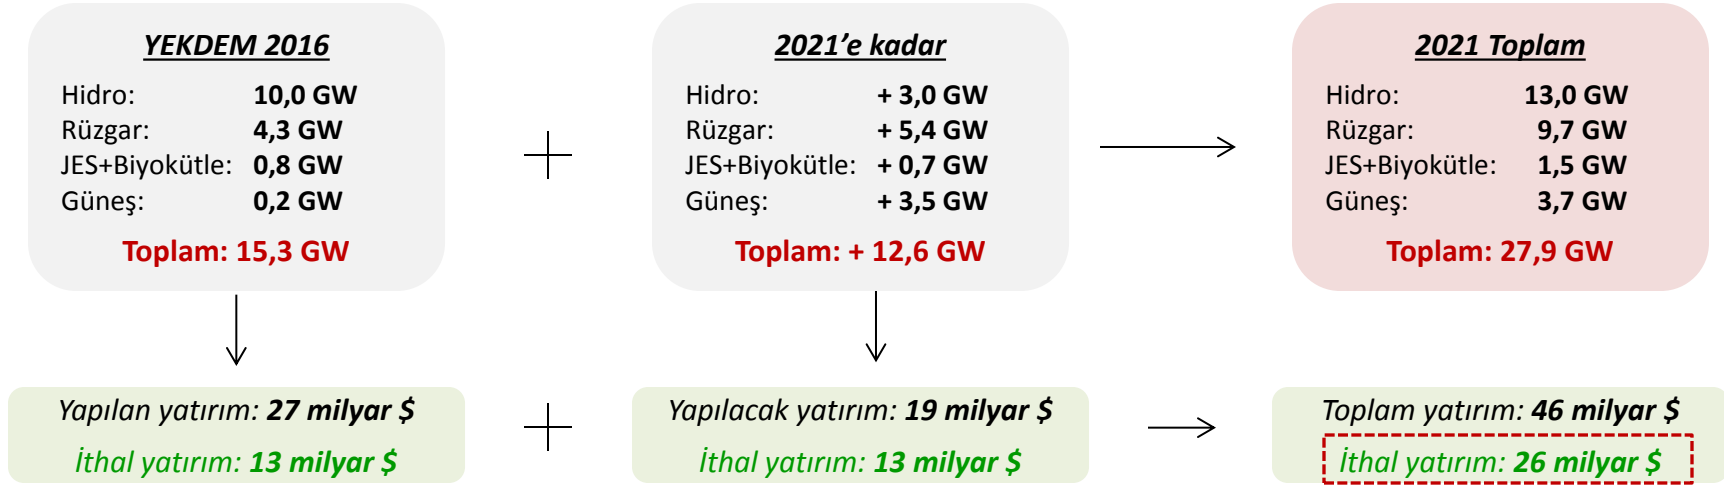 YEKDEM 2016
Hidro: 10,0 GW
Rüzgar: 4,3 GW
JES+Biyokütle: 0,8 GW
Güneş: 0,2 GW
Toplam: 15,3 GW
2021’e kadar
Hidro: + 3,0 GW
Rüzgar: + 5,4 GW
JES+Biyokütle: + 0,7 GW
Güneş: + 3,5 GW
Toplam: + 12,6 GW
2021 Toplam
Hidro: 13,0 GW
Rüzgar: 9,7 GW
JES+Biyokütle: 1,5 GW
Güneş: 3,7 GW
Toplam: 27,9 GW
Yapılan yatırım: 27 milyar $
İthal yatırım: 13 milyar $
Yapılacak yatırım: 19 milyar $
İthal yatırım: 13 milyar $
Toplam yatırım: 46 milyar $
İthal yatırım: 26 milyar $